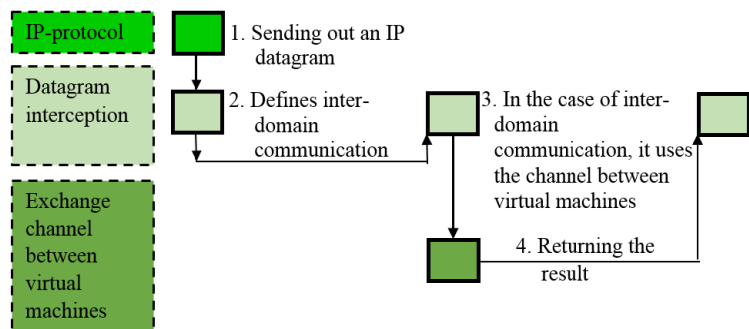 IP-protocol
Datagram
interception
Exchange
channel
between
virtual
machines
1. Sending out an IP
datagram
2. Defines inter-
domain
communication
3. In the case of inter-
domain
communication, it uses
the channel between
virtual machines
4. Returning the
result